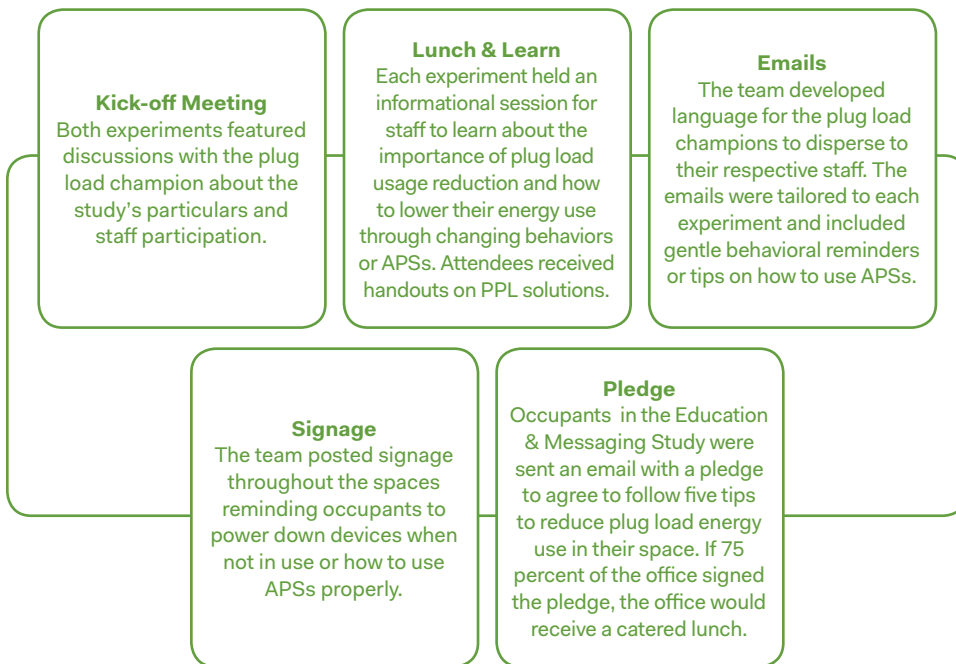 Kick-off Meeting
Both experiments featured
discussions with the plug
load champion about the
study’s particulars and
staff participation.
Lunch & Learn
Each experiment held an
informational session for
staff to learn about the
importance of plug load
usage reduction and how
to lower their energy use
through changing behaviors
or APSs. Attendees received
handouts on PPL solutions.
Emails
The team developed
language for the plug load
champions to disperse to
their respective staff. The
emails were tailored to each
experiment and included
gentle behavioral reminders
or tips on how to use APSs.
Signage
The team posted signage
throughout the spaces
reminding occupants to
power down devices when
not in use or how to use
APSs properly.
Pledge
Occupants in the Education
& Messaging Study were
sent an email with a pledge
to agree to follow five tips
to reduce plug load energy
use in their space. If 75
percent of the office signed
the pledge, the office would
receive a catered lunch.